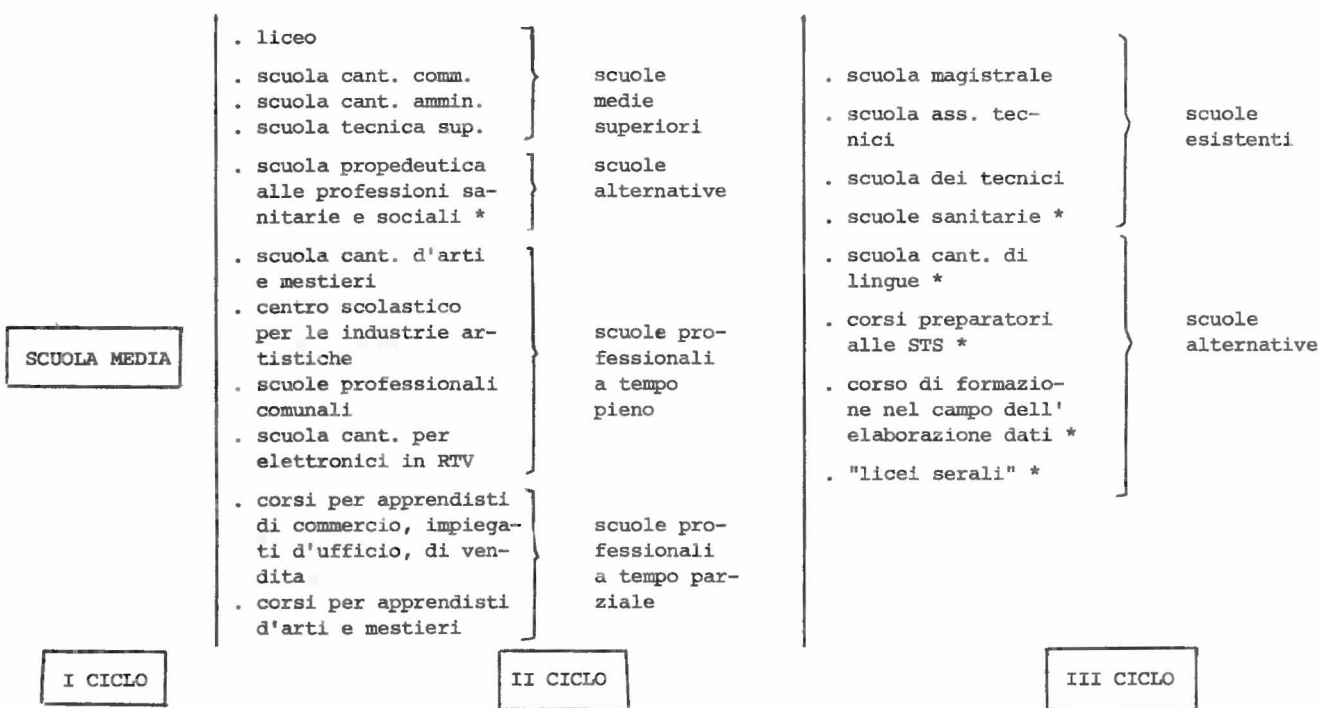 SCUOLA MEDIA
I CICLO
. liceo
. scuola cant. comm.
. scuola cant. ammin.
. scuola tecnica sup.
scuole
medie
superiori
. scuola propedeutica
alle professioni sa-
nitarie e sociali *
scuole
alternative
. scuola cant. d'arti
e mestieri
. centro scolastico
per le industrie ar-
tistiche
. scuole professionali
comunali
. scuola cant. per
elettronici in RTV
scuole pro-
fessionali
a tempo
pieno
. corsi per apprendisti
di commercio, impiega-
ti d'ufficio, di ven-
dita
. corsi per apprendisti
d'arti e mestieri
scuole pro-
fessionali
a tempo par-
ziale
II CICLO
. scuola magistrale
. scuola ass. tec-
nici
. scuola dei tecnici
. scuole sanitarie *
scuole
esistenti
. scuola cant. di
lingue *
. corsi preparatori
alle STS *
. corso di formazio-
ne nel campo dell'
elaborazione dati *
. "licei serali" *
scuole
alternative
III CICLO